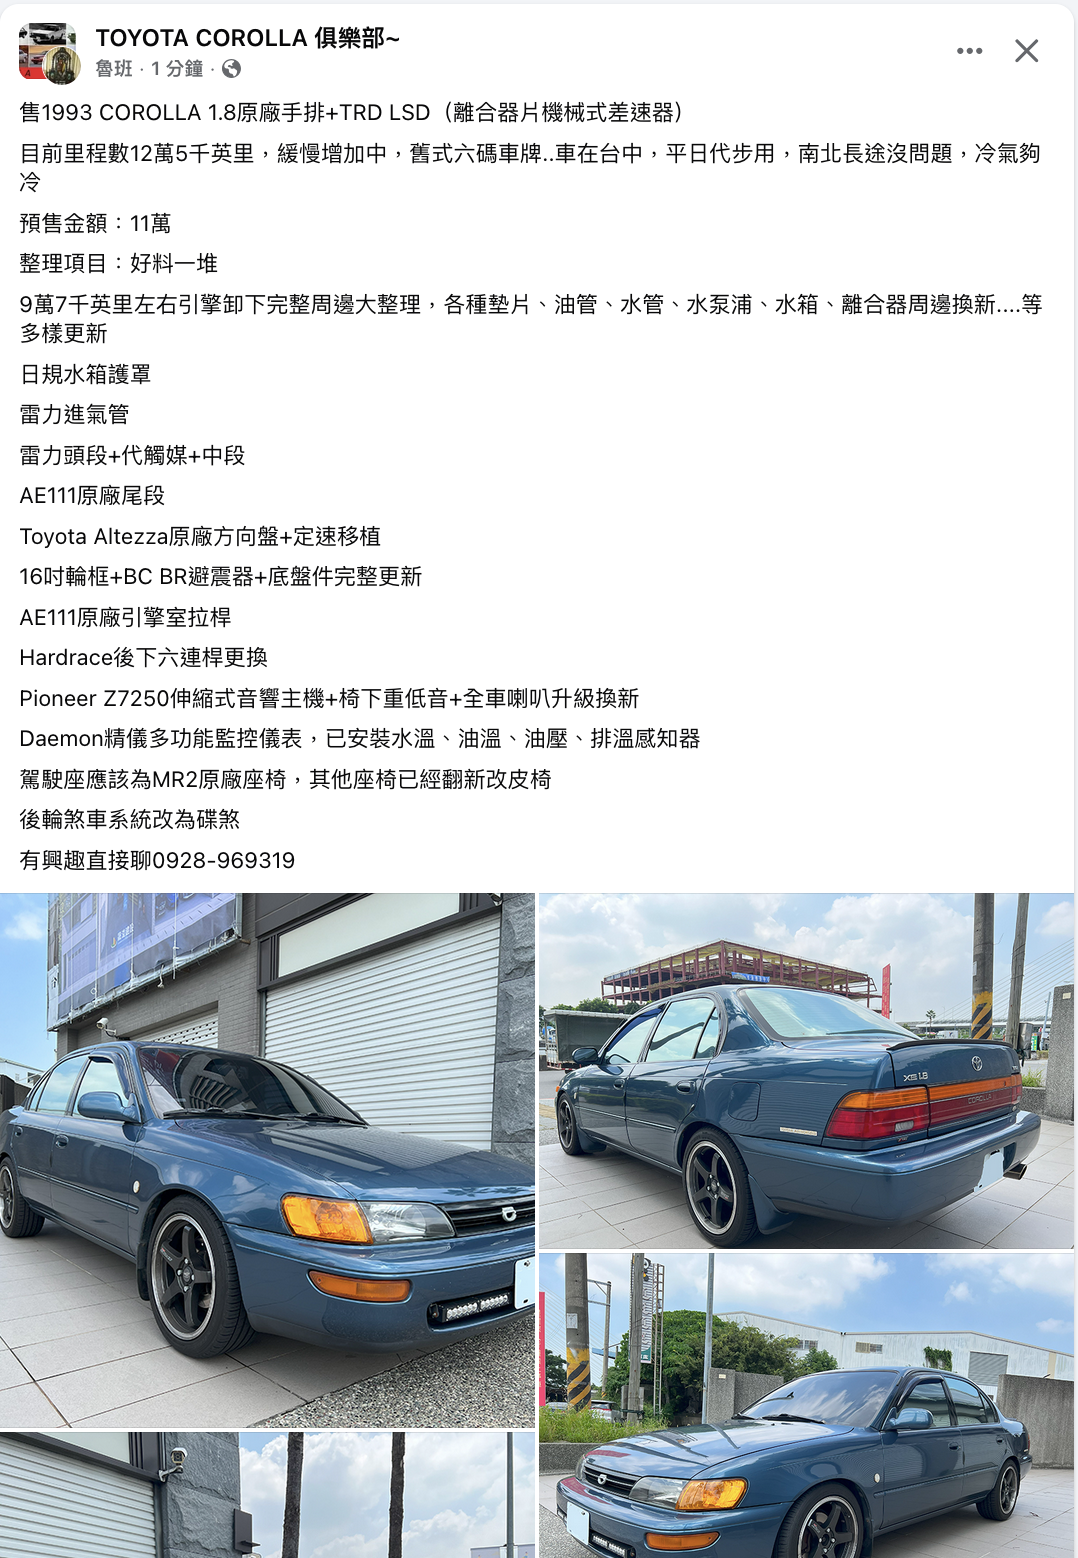 TOYOTA COROLLA 俱樂部~
魯班 · 1 分鐘 ·
售1993 COROLLA 1.8原廠手排+TRD LSD（離合器片機械式差速器）
目前里程數12萬5千英里，緩慢增加中，舊式六碼車牌..車在台中，平日代步用，南北長途沒問題，冷氣夠
冷
預售金額：11萬
整理項目：好料一堆
9萬7千英里左右引擎卸下完整周邊大整理，各種墊片、油管、水管、水泵浦、水箱、離合器周邊換新....等
多樣更新
日規水箱護罩
雷力進氣管
雷力頭段+代觸媒+中段
AE111原廠尾段
Toyota Altezza原廠方向盤+定速移植
16吋輪框+BC BR避震器+底盤件完整更新
AE111原廠引擎室拉桿
Hardrace後下六連桿更換
Pioneer Z7250伸縮式音響主機+椅下重低音+全車喇叭升級換新
Daemon精儀多功能監控儀表，已安裝水溫、油溫、油壓、排溫感知器
駕駛座應該為MR2原廠座椅，其他座椅已經翻新改皮椅
後輪煞車系統改為碟煞
有興趣直接聊0928-969319
XS 1.8
COROLLA